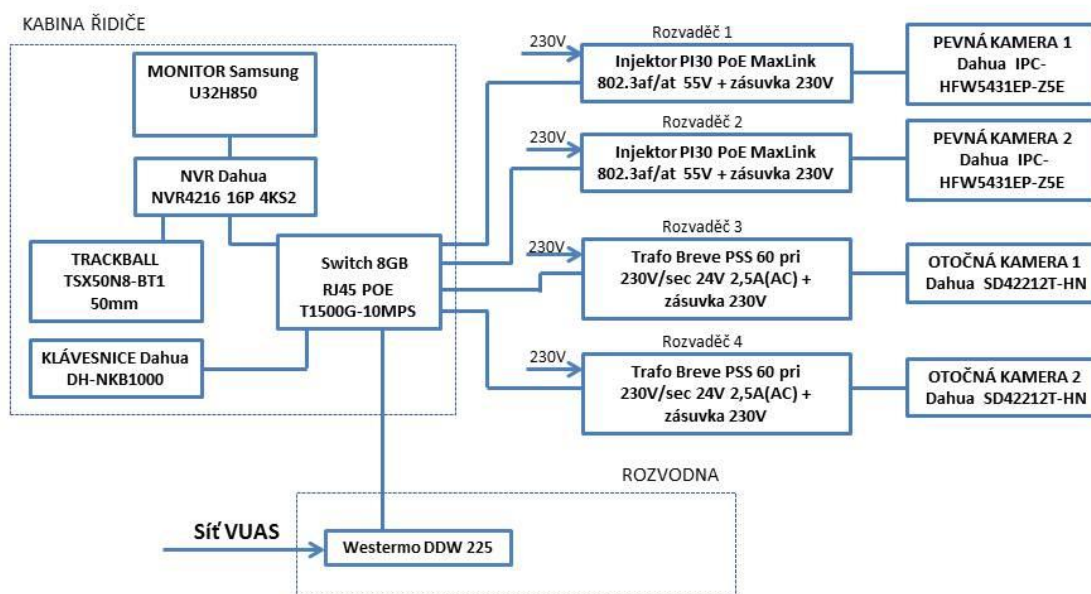 KABINA ŘIDIČE
MONITOR Samsung
U32H850
NVR Dahua
NVR4216 16P 4KS2
TRACKBALL
TSX50N8-BT1
50mm
KLÁVESNICE Dahua
DH-NKB1000
Switch 8GB
RJ45 POE
T1500G-10MPS
Rozvaděč 1
230V
Injektor PI30 PoE MaxLink
802.3af/at 55V + zásuvka 230V
PEVNÁ KAMERA 1
Dahua IPC-
HFW5431EP-Z5E
Rozvaděč 2
230V
Injektor PI30 PoE MaxLink
802.3af/at 55V + zásuvka 230V
PEVNÁ KAMERA 2
Dahua IPC-
HFW5431EP-Z5E
Rozvaděč 3
230V
Trafo Breve PSS 60 pri
230V/sec 24V 2,5A(AC) +
zásuvka 230V
OTOČNÁ KAMERA 1
Dahua SD42212T-HN
Rozvaděč 4
230V
Trafo Breve PSS 60 pri
230V/sec 24V 2,5A(AC) +
zásuvka 230V
OTOČNÁ KAMERA 2
Dahua SD42212T-HN
ROZVODNA
Síť VUAS
Westermo DDW 225